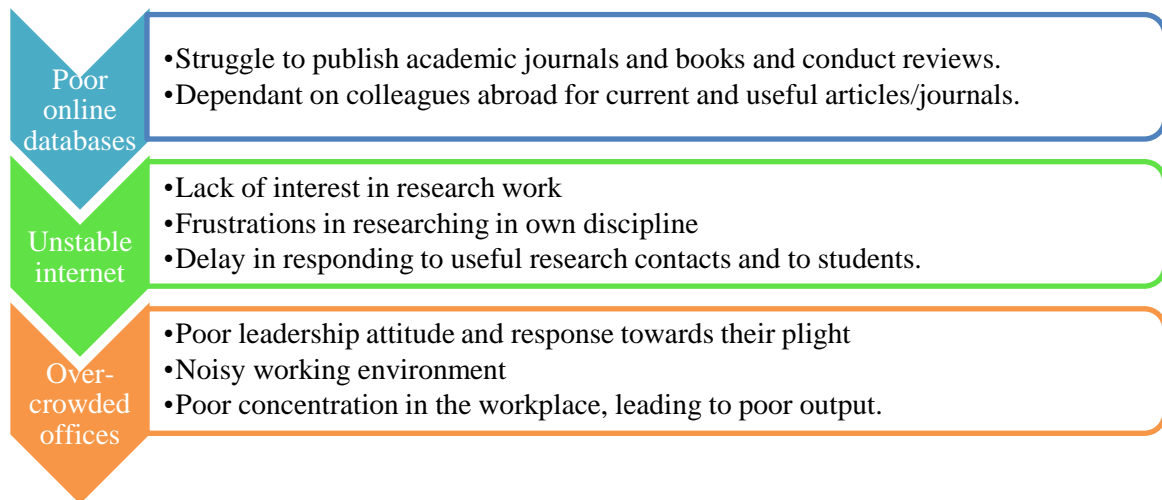 Poor
online
databases
•Struggle to publish academic journals and books and conduct reviews.
•Dependant on colleagues abroad for current and useful articles/journals.
Unstable
internet
•Lack of interest in research work
•Frustrations in researching in own discipline
•Delay in responding to useful research contacts and to students.
Over-
crowded
offices
•Poor leadership attitude and response towards their plight
•Noisy working environment
•Poor concentration in the workplace, leading to poor output.